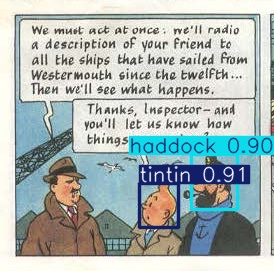 We must act at once: we'll radio
a description of your friend to
all the ships that have sailed from
Westermouth since the twelfth...
Then we'll see what happens.
Thanks, Inspector - and
you'll let us know how
things
haddock 0.90
tintin 0.91